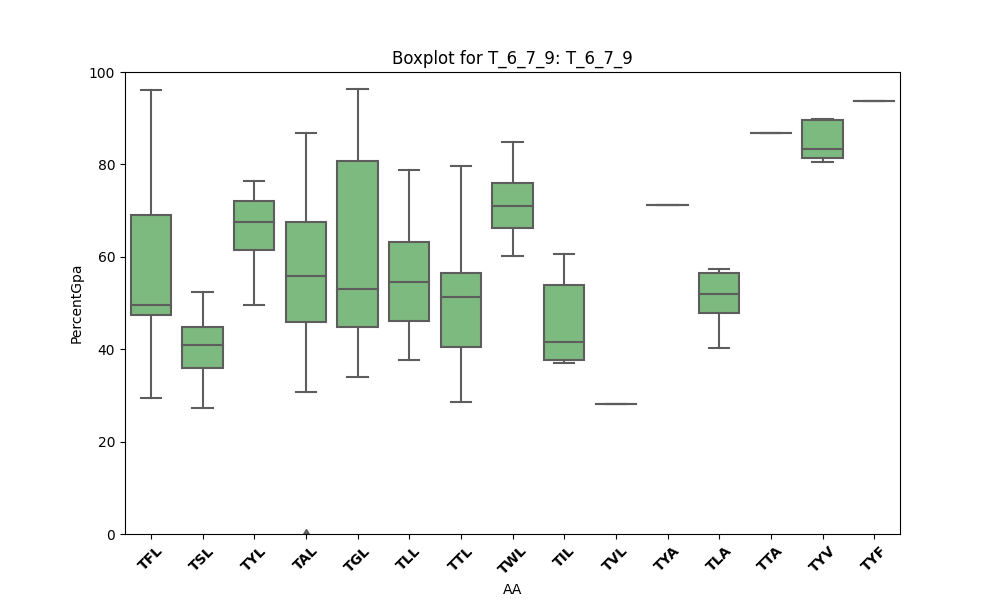 Boxplot for T_6_7_9: T_6_7_9
100
80
60
40
20
0
PercentGpa
TFL TSL TYL TAL TGL TLL TTL TWL TIL TVL TYA TLA TTA TYV TYF
AA